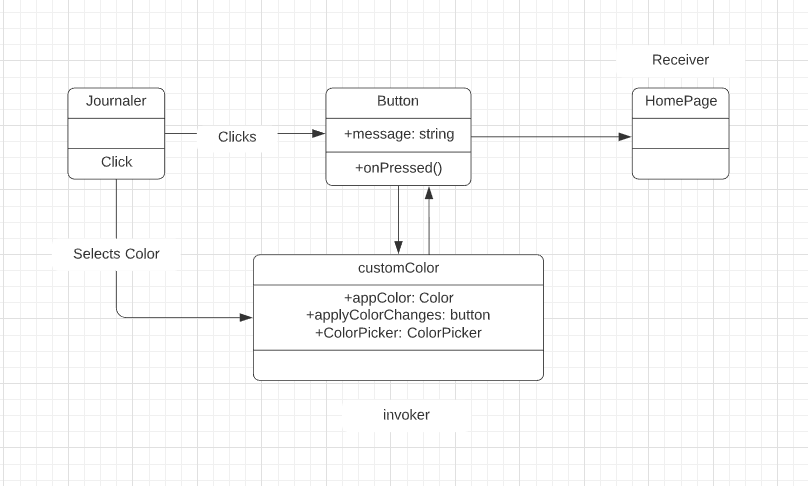 Receiver
Journaler
Button
HomePage
Clicks
+message: string
Click
+onPressed()
Selects Color
customColor
+appColor: Color
+applyColorChanges: button
+ColorPicker: ColorPicker
invoker